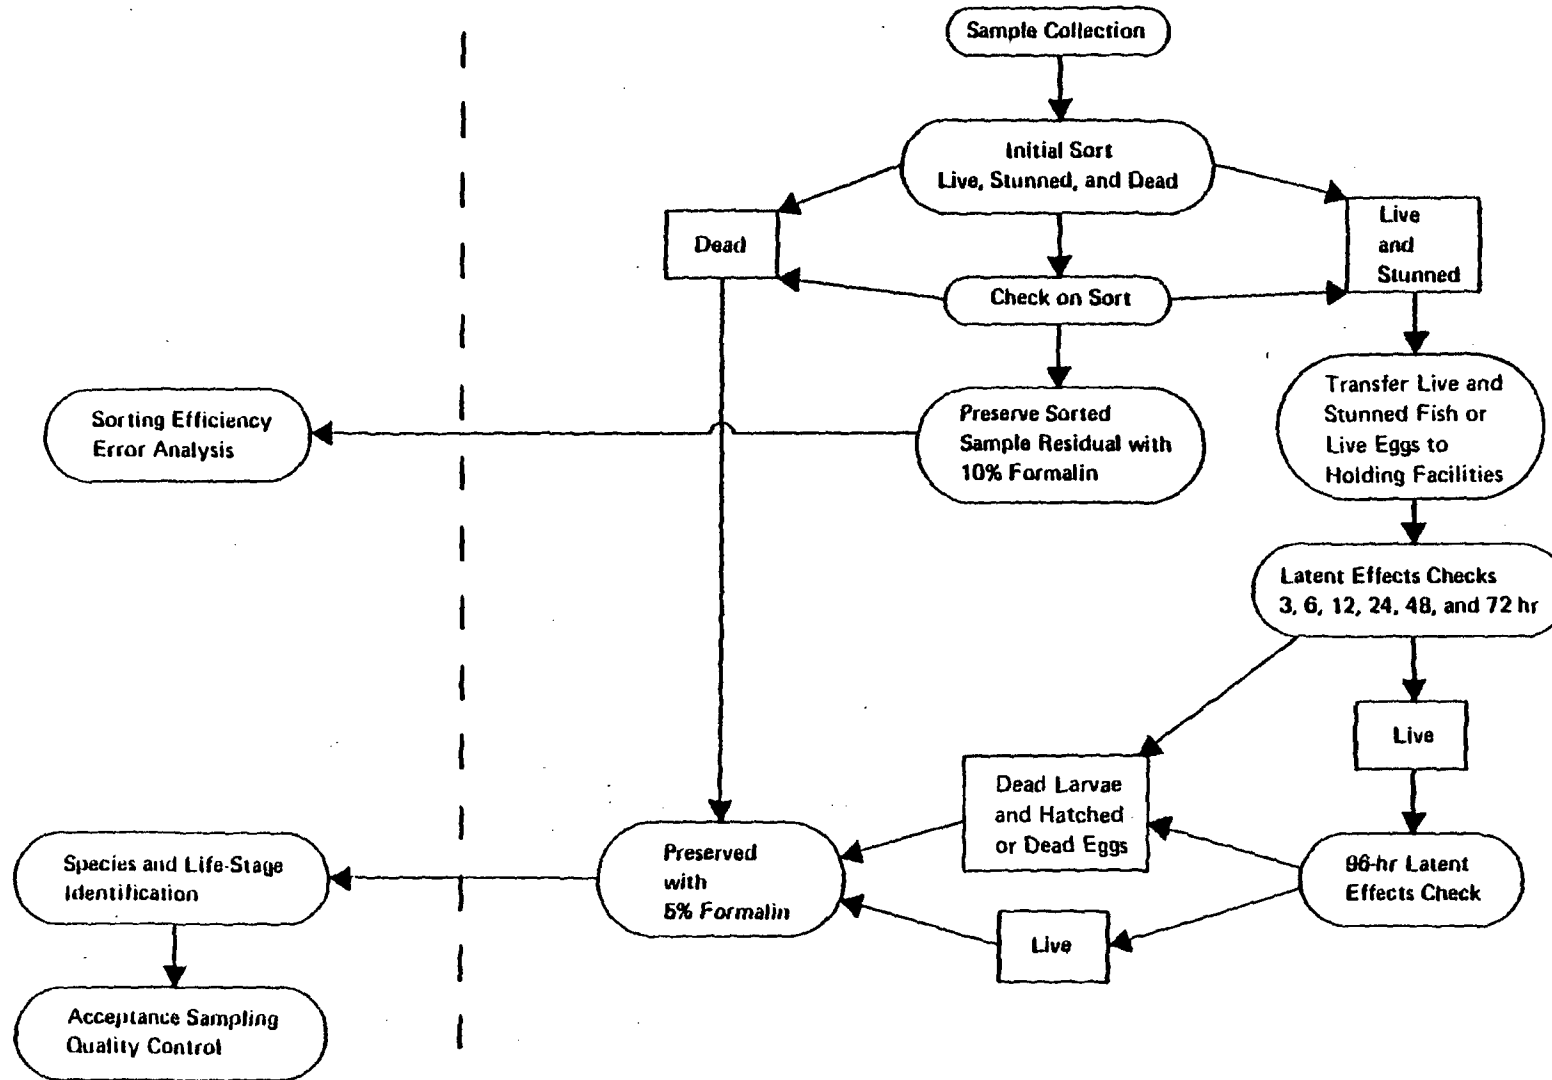 Sample Collection
Initial Sort
Live, Stunned, and Dead
Dead
Live
and
Stunned
Check on Sort
Sorting Efficiency
Error Analysis
Preserve Sorted
Sample Residual with
10% Formalin
Transfer Live and
Stunned Fish or
Live Eggs to
Holding Facilities
Latent Effects Checks
3, 6, 12, 24, 48, and 72 hr
Live
Dead Larvae
and Hatched
or Dead Eggs
Species and Life-Stage
Identification
Preserved
with
5% Formalin
96-hr Latent
Effects Check
Live
Acceptance Sampling
Quality Control